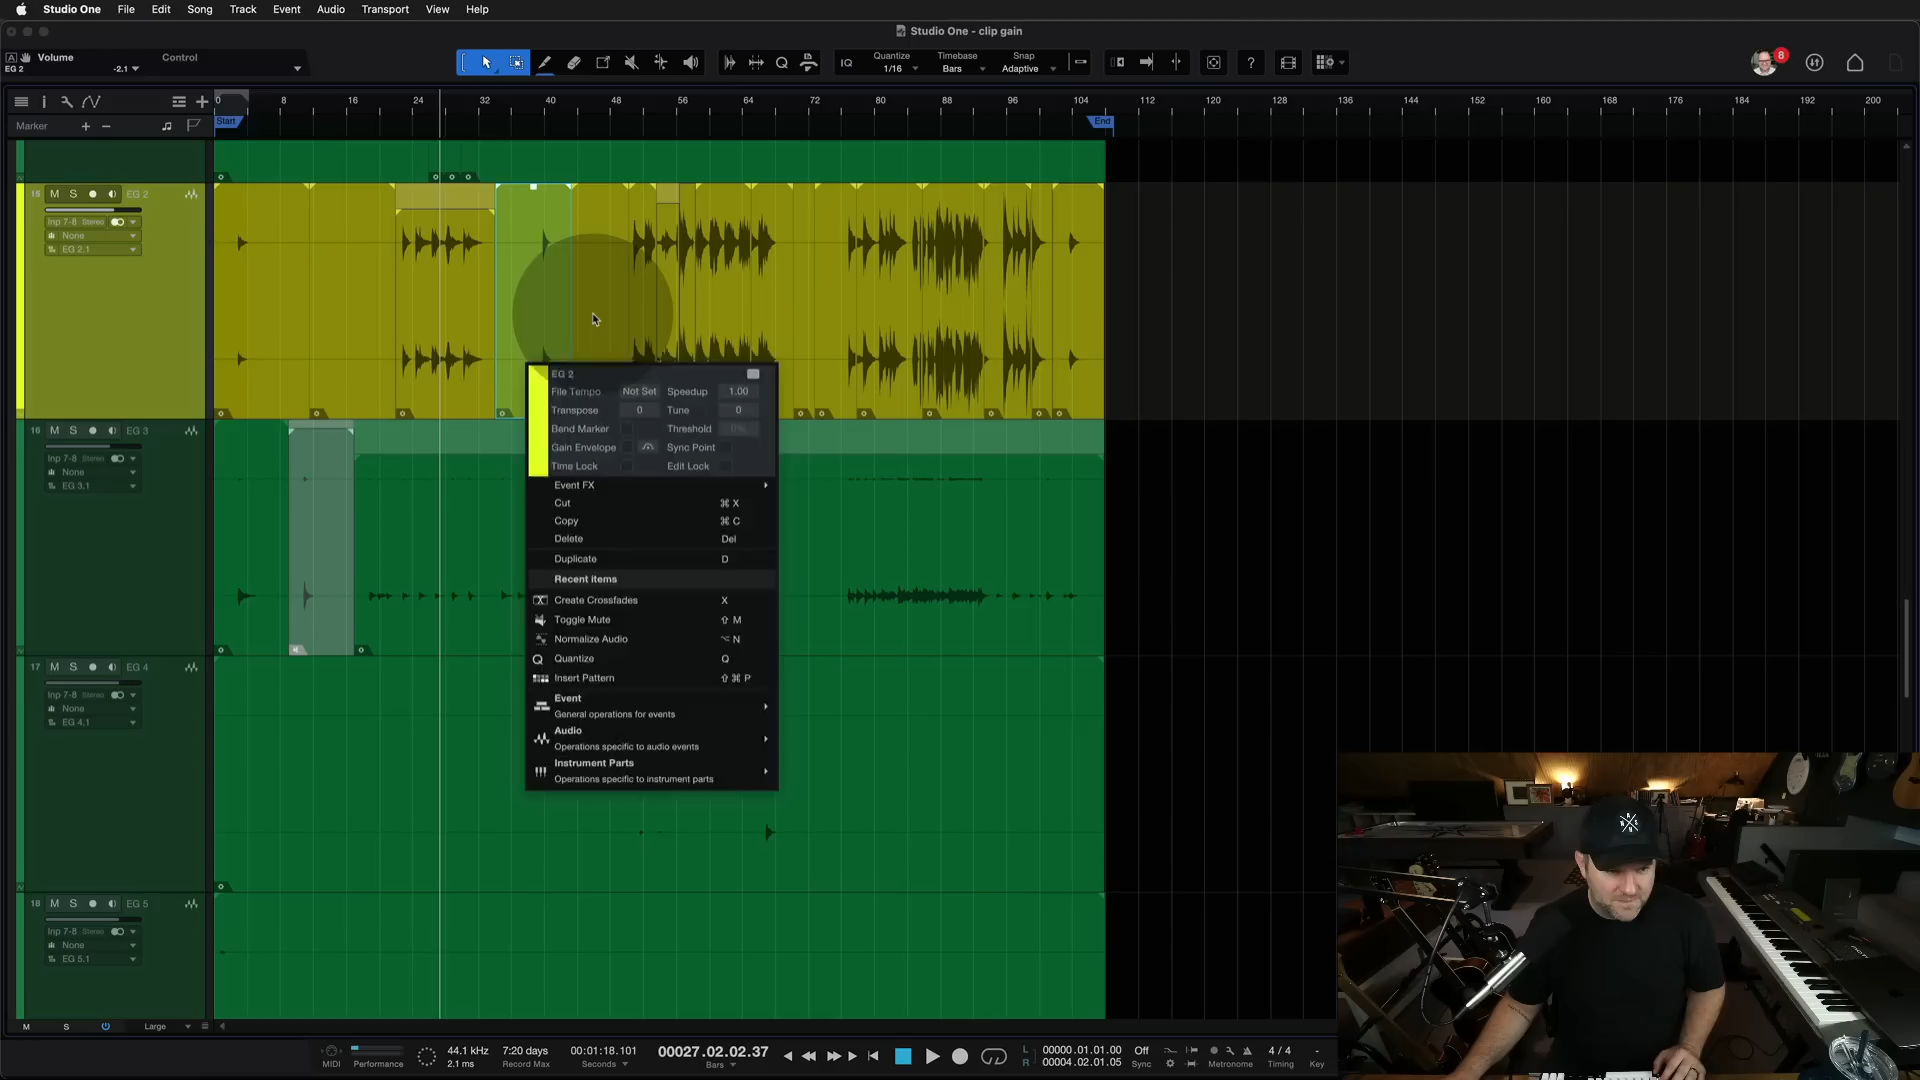 Studio One File Edit Song Track Event Audio Transport View Help
Studio One - clip gain
Volume Control
EG 2 -2.1
Quantize Timebase Snap
IQ 1/16 Bars Adaptive
8
0 8 16 24 32 40 48 56 64 72 80 88 96 104 112 120 128 136 144 152 160 168 176 184 192 200
Marker + −
Start End
15 M S EG 2
Inp 7-8 Stereo
None
EG 2.1
16 M S EG 3
Inp 7-8 Stereo
None
EG 3.1
17 M S EG 4
Inp 7-8 Stereo
None
EG 4.1
18 M S EG 5
Inp 7-8 Stereo
None
EG 5.1
EG 2
File Tempo Not Set Speedup 1.00
Transpose 0 Tune 0
Bend Marker Threshold 0%
Gain Envelope Sync Point
Time Lock Edit Lock
Event FX
Cut ⌘ X
Copy ⌘ C
Delete Del
Duplicate D
Recent items
Create Crossfades X
Toggle Mute ⇧ M
Normalize Audio ⌥ N
Quantize Q
Insert Pattern ⇧ ⌘ P
Event
General operations for events
Audio
Operations specific to audio events
Instrument Parts
Operations specific to instrument parts
M S Large
MIDI Performance
44.1 kHz 7:20 days 00:01:18.101 00027.02.02.37
2.1 ms Record Max Seconds Bars
L 00000.01.01.00 Off 4 / 4 -
R 00004.02.01.05 Sync Metronome Timing Key